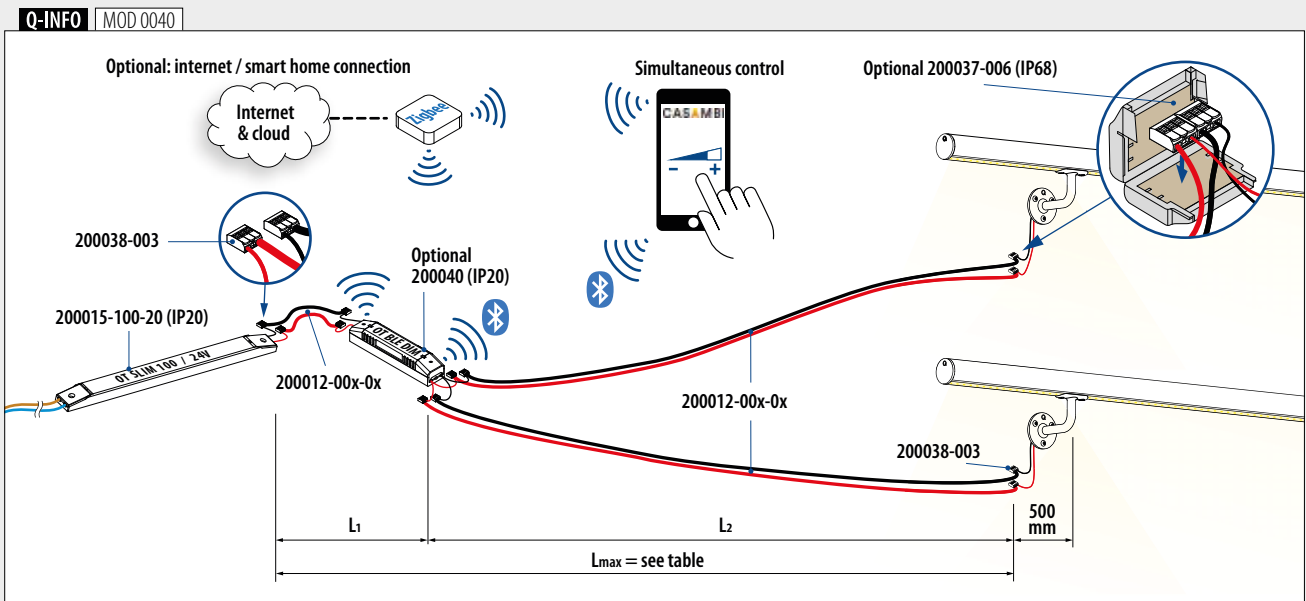 Q-INFO MOD 0040
Optional: internet / smart home connection
Internet
& cloud
Zigbee
Simultaneous control
CASAMBI
- +
Optional 200037-006 (IP68)
200038-003
Optional
200040 (IP20)
200015-100-20 (IP20)
OT SLIM 100 / 24V
OT BLE DIM
200012-00x-0x
200012-00x-0x
200038-003
L1
L2
500
mm
Lmax = see table